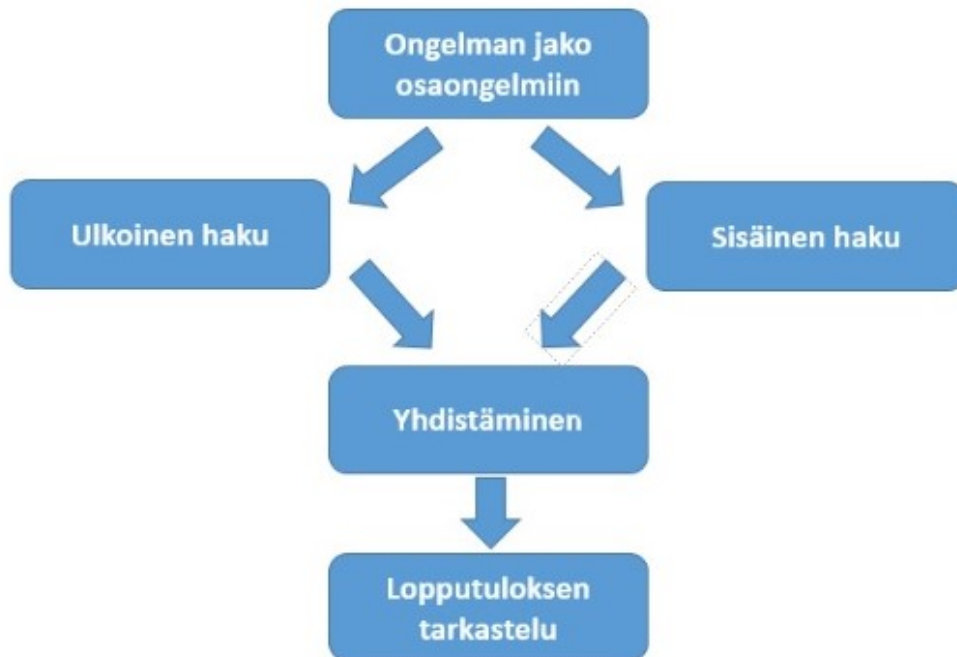 Ongelman jako
osaongelmiin
Ulkoinen haku
Sisäinen haku
Yhdistäminen
Lopputuloksen
tarkastelu